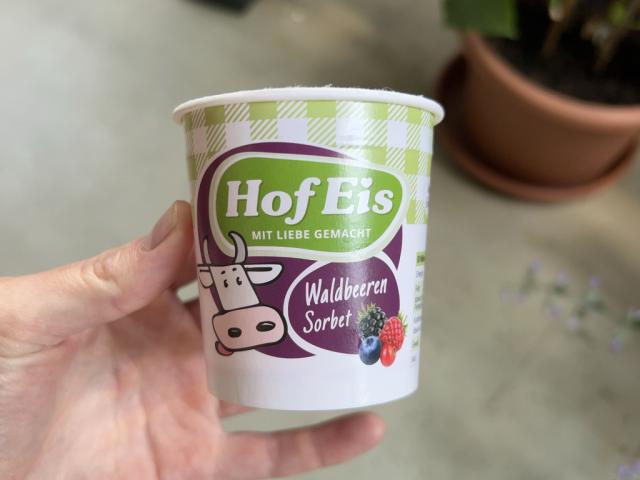 Hof Eis
MIT LIEBE GEMACHT
Waldbeeren
Sorbet